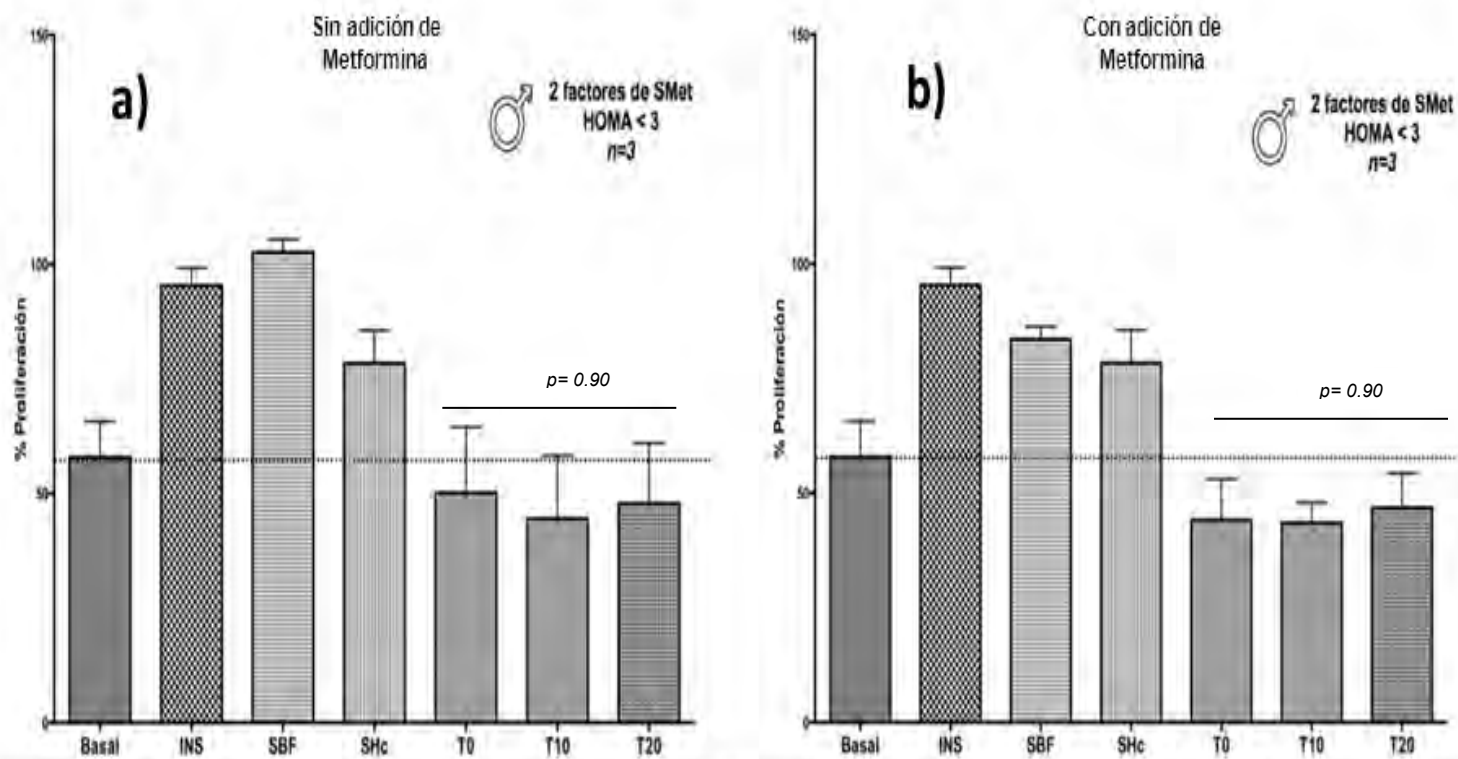 Sin adición de
Metformina
a)
2 factores de SMet
HOMA < 3
n=3
% Proliferación
150
100
50
0
p= 0.90
Basal
INS
SBF
SHc
T0
T10
T20
Con adición de
Metformina
b)
2 factores de SMet
HOMA < 3
n=3
% Proliferación
150
100
50
0
p= 0.90
Basal
INS
SBF
SHc
T0
T10
T20